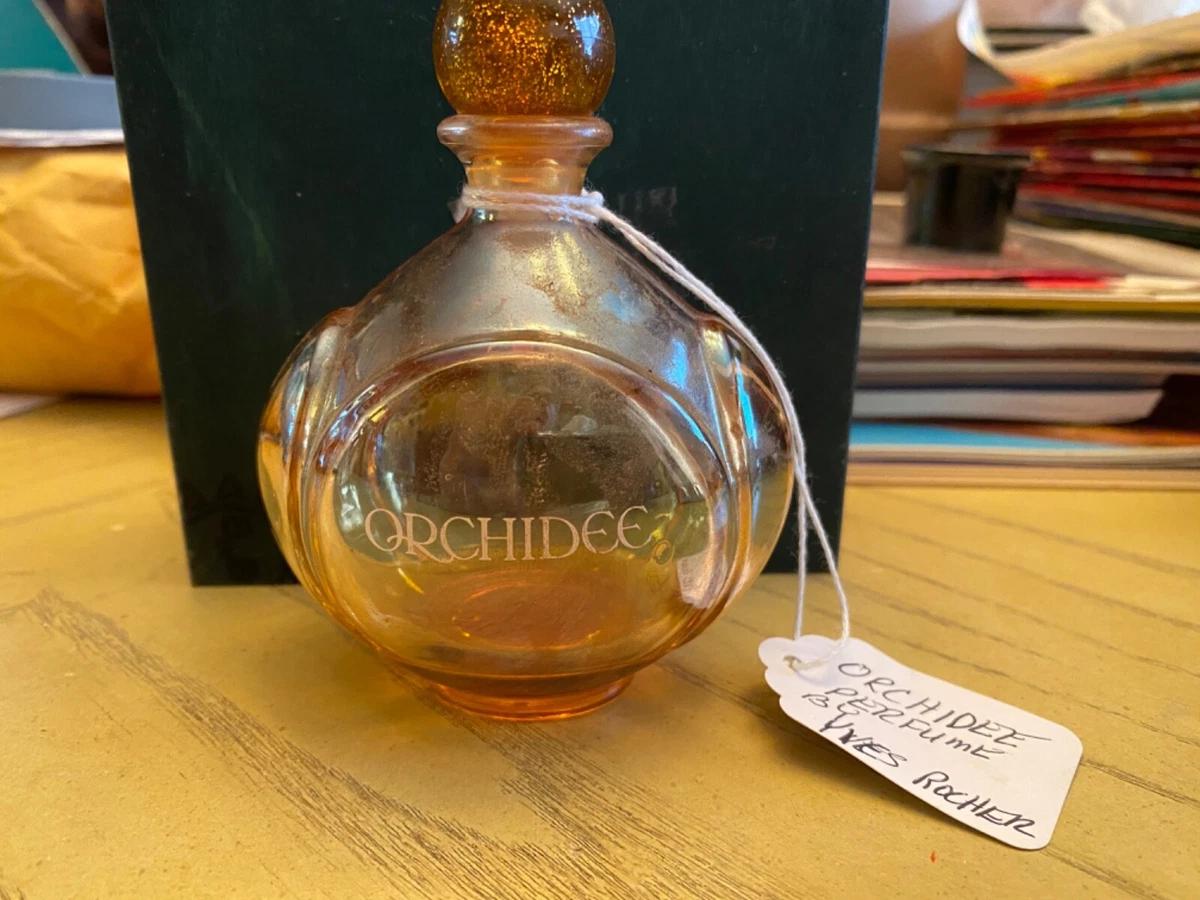 ORCHIDEE
ORCHIDEE
PERFUME
BY
YVES ROCHER